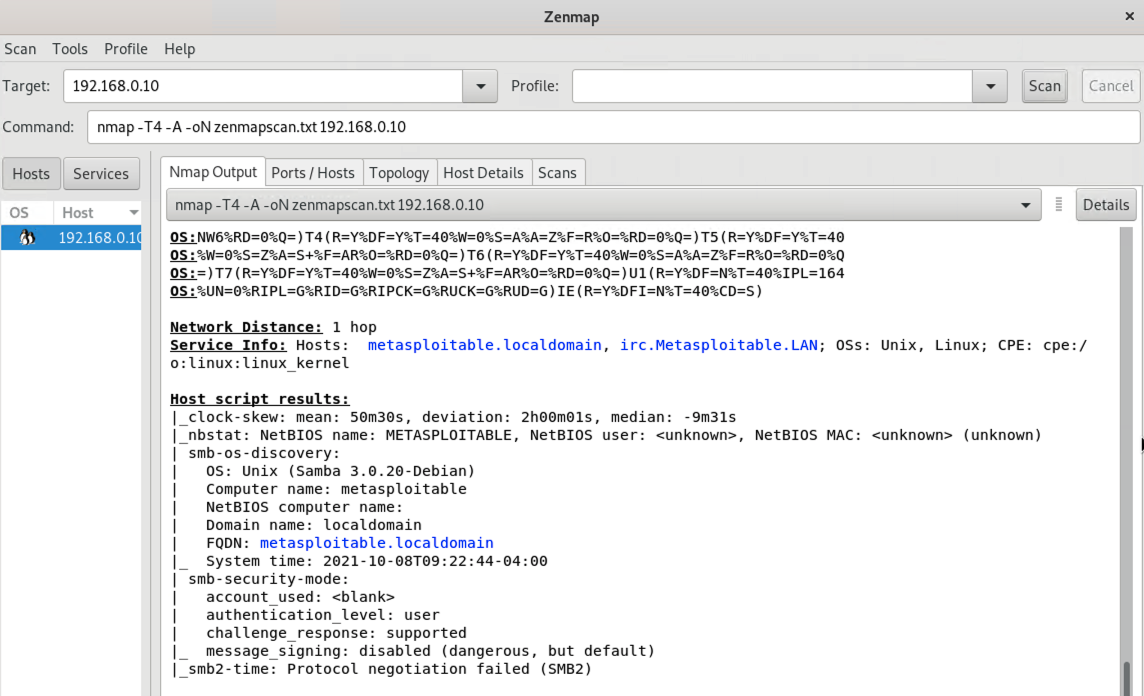 Zenmap
Scan Tools Profile Help
Target: 192.168.0.10 Profile: Scan Cancel
Command: nmap -T4 -A -oN zenmapscan.txt 192.168.0.10
Hosts Services
Nmap Output Ports / Hosts Topology Host Details Scans
OS Host
nmap -T4 -A -oN zenmapscan.txt 192.168.0.10 Details
192.168.0.10
OS:NW6%RD=0%Q=)T4(R=Y%DF=Y%T=40%W=0%S=A%A=Z%F=R%O=%RD=0%Q=)T5(R=Y%DF=Y%T=40
OS:%W=0%S=Z%A=S+%F=AR%O=%RD=0%Q=)T6(R=Y%DF=Y%T=40%W=0%S=A%A=Z%F=R%O=%RD=0%Q
OS:=)T7(R=Y%DF=Y%T=40%W=0%S=Z%A=S+%F=AR%O=%RD=0%Q=)U1(R=Y%DF=N%T=40%IPL=164
OS:%UN=0%RIPL=G%RID=G%RIPCK=G%RUCK=G%RUD=G)IE(R=Y%DFI=N%T=40%CD=S)
Network Distance: 1 hop
Service Info: Hosts:  metasploitable.localdomain, irc.Metasploitable.LAN; OSs: Unix, Linux; CPE: cpe:/
o:linux:linux_kernel
Host script results:
|_clock-skew: mean: 50m30s, deviation: 2h00m01s, median: -9m31s
|_nbstat: NetBIOS name: METASPLOITABLE, NetBIOS user: <unknown>, NetBIOS MAC: <unknown> (unknown)
| smb-os-discovery:
|   OS: Unix (Samba 3.0.20-Debian)
|   Computer name: metasploitable
|   NetBIOS computer name:
|   Domain name: localdomain
|   FQDN: metasploitable.localdomain
|_  System time: 2021-10-08T09:22:44-04:00
| smb-security-mode:
|   account_used: <blank>
|   authentication_level: user
|   challenge_response: supported
|_  message_signing: disabled (dangerous, but default)
|_smb2-time: Protocol negotiation failed (SMB2)